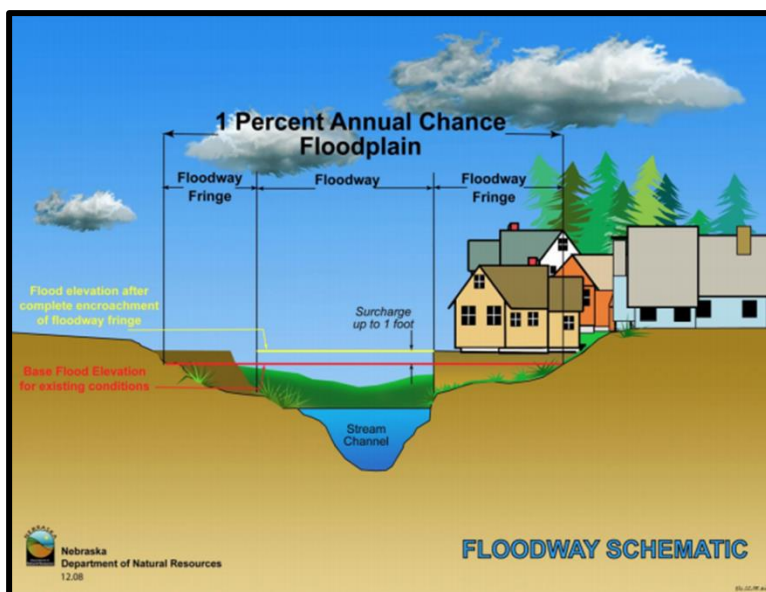 1 Percent Annual Chance
Floodplain
Floodway
Fringe
Floodway
Floodway
Fringe
Flood elevation after
complete encroachment
of floodway fringe
Surcharge
up to 1 foot
Base Flood Elevation
for existing conditions
Stream
Channel
NEBRASKA
Nebraska
Department of Natural Resources
12.08
FLOODWAY SCHEMATIC